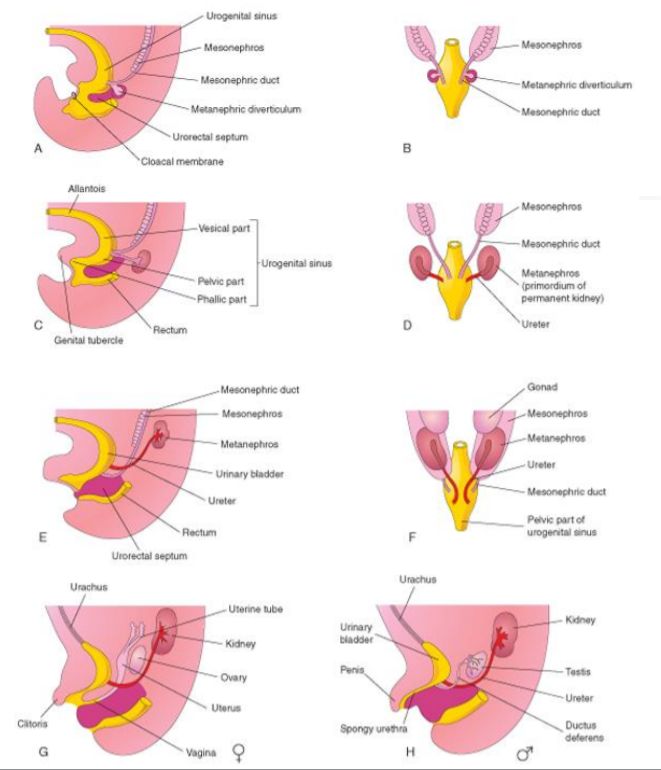 Urogenital sinus
Mesonephros
Mesonephric duct
Metanephric diverticulum
Urorectal septum
Cloacal membrane
A
Mesonephros
Metanephric diverticulum
Mesonephric duct
B
Allantois
Vesical part
Urogenital sinus
Pelvic part
Phallic part
Rectum
Genital tubercle
C
Mesonephros
Mesonephric duct
Metanephros
(primordium of
permanent kidney)
Ureter
D
Mesonephric duct
Mesonephros
Metanephros
Urinary bladder
Ureter
Rectum
Urorectal septum
E
Gonad
Mesonephros
Metanephros
Ureter
Mesonephric duct
Pelvic part of
urogenital sinus
F
Urachus
Uterine tube
Kidney
Ovary
Uterus
Clitoris
Vagina
G
♀
Urachus
Urinary
bladder
Kidney
Penis
Testis
Ureter
Spongy urethra
Ductus
deferens
H
♂